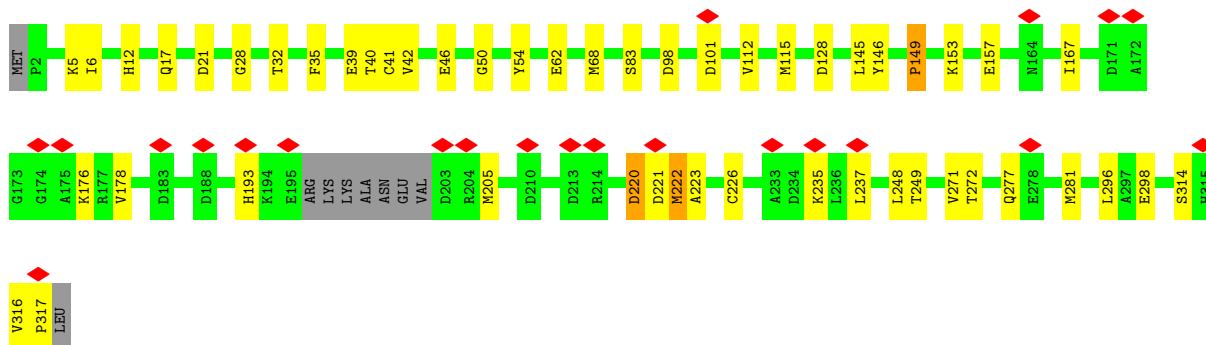 MET P2 K5 I6 H12 Q17 D21 G28 T32 F35 E39 T40 C41 V42 E46 G50 Y54 E62 M68 S83 D98 D101 V112 M115 D128 L145 Y146 P149 K153 E157 N164 I167 D171 A172
G173 G174 A175 K176 R177 V178 D183 D188 H193 K194 E195 ARG LYS LYS ALA ASN GLU VAL D203 R204 M205 D210 D213 R214 D220 D221 M222 A223 C226 A233 D234 K235 L236 L237 L248 T249 V271 T272 Q277 E278 M281 L296 A297 E298 S314 H315
V316 P317 LEU